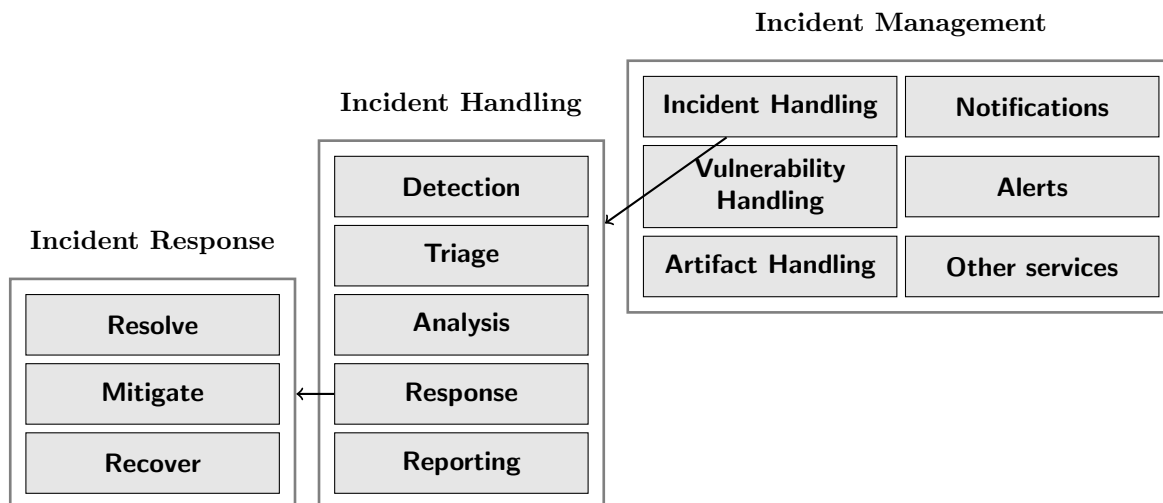 Incident Management
Incident Handling
Notifications
Vulnerability
Handling
Alerts
Artifact Handling
Other services
Incident Handling
Detection
Triage
Analysis
Response
Reporting
Incident Response
Resolve
Mitigate
Recover